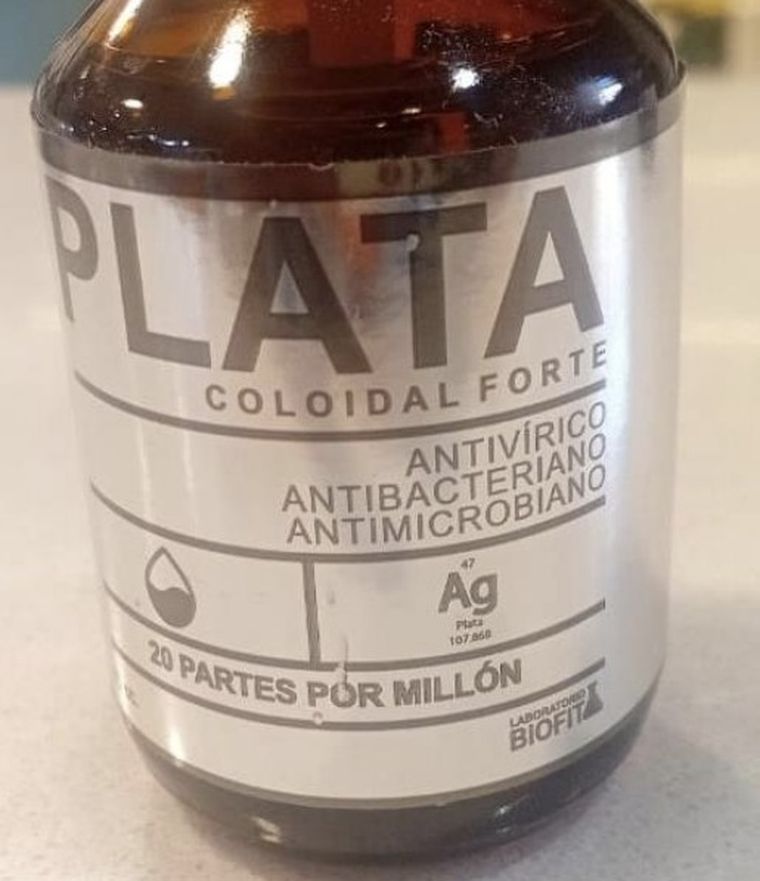 PLATA
COLOIDAL FORTE
ANTIVÍRICO
ANTIBACTERIANO
ANTIMICROBIANO
47
Ag
Plata
107.868
20 PARTES POR MILLÓN
LABORATORIO
BIOFIT